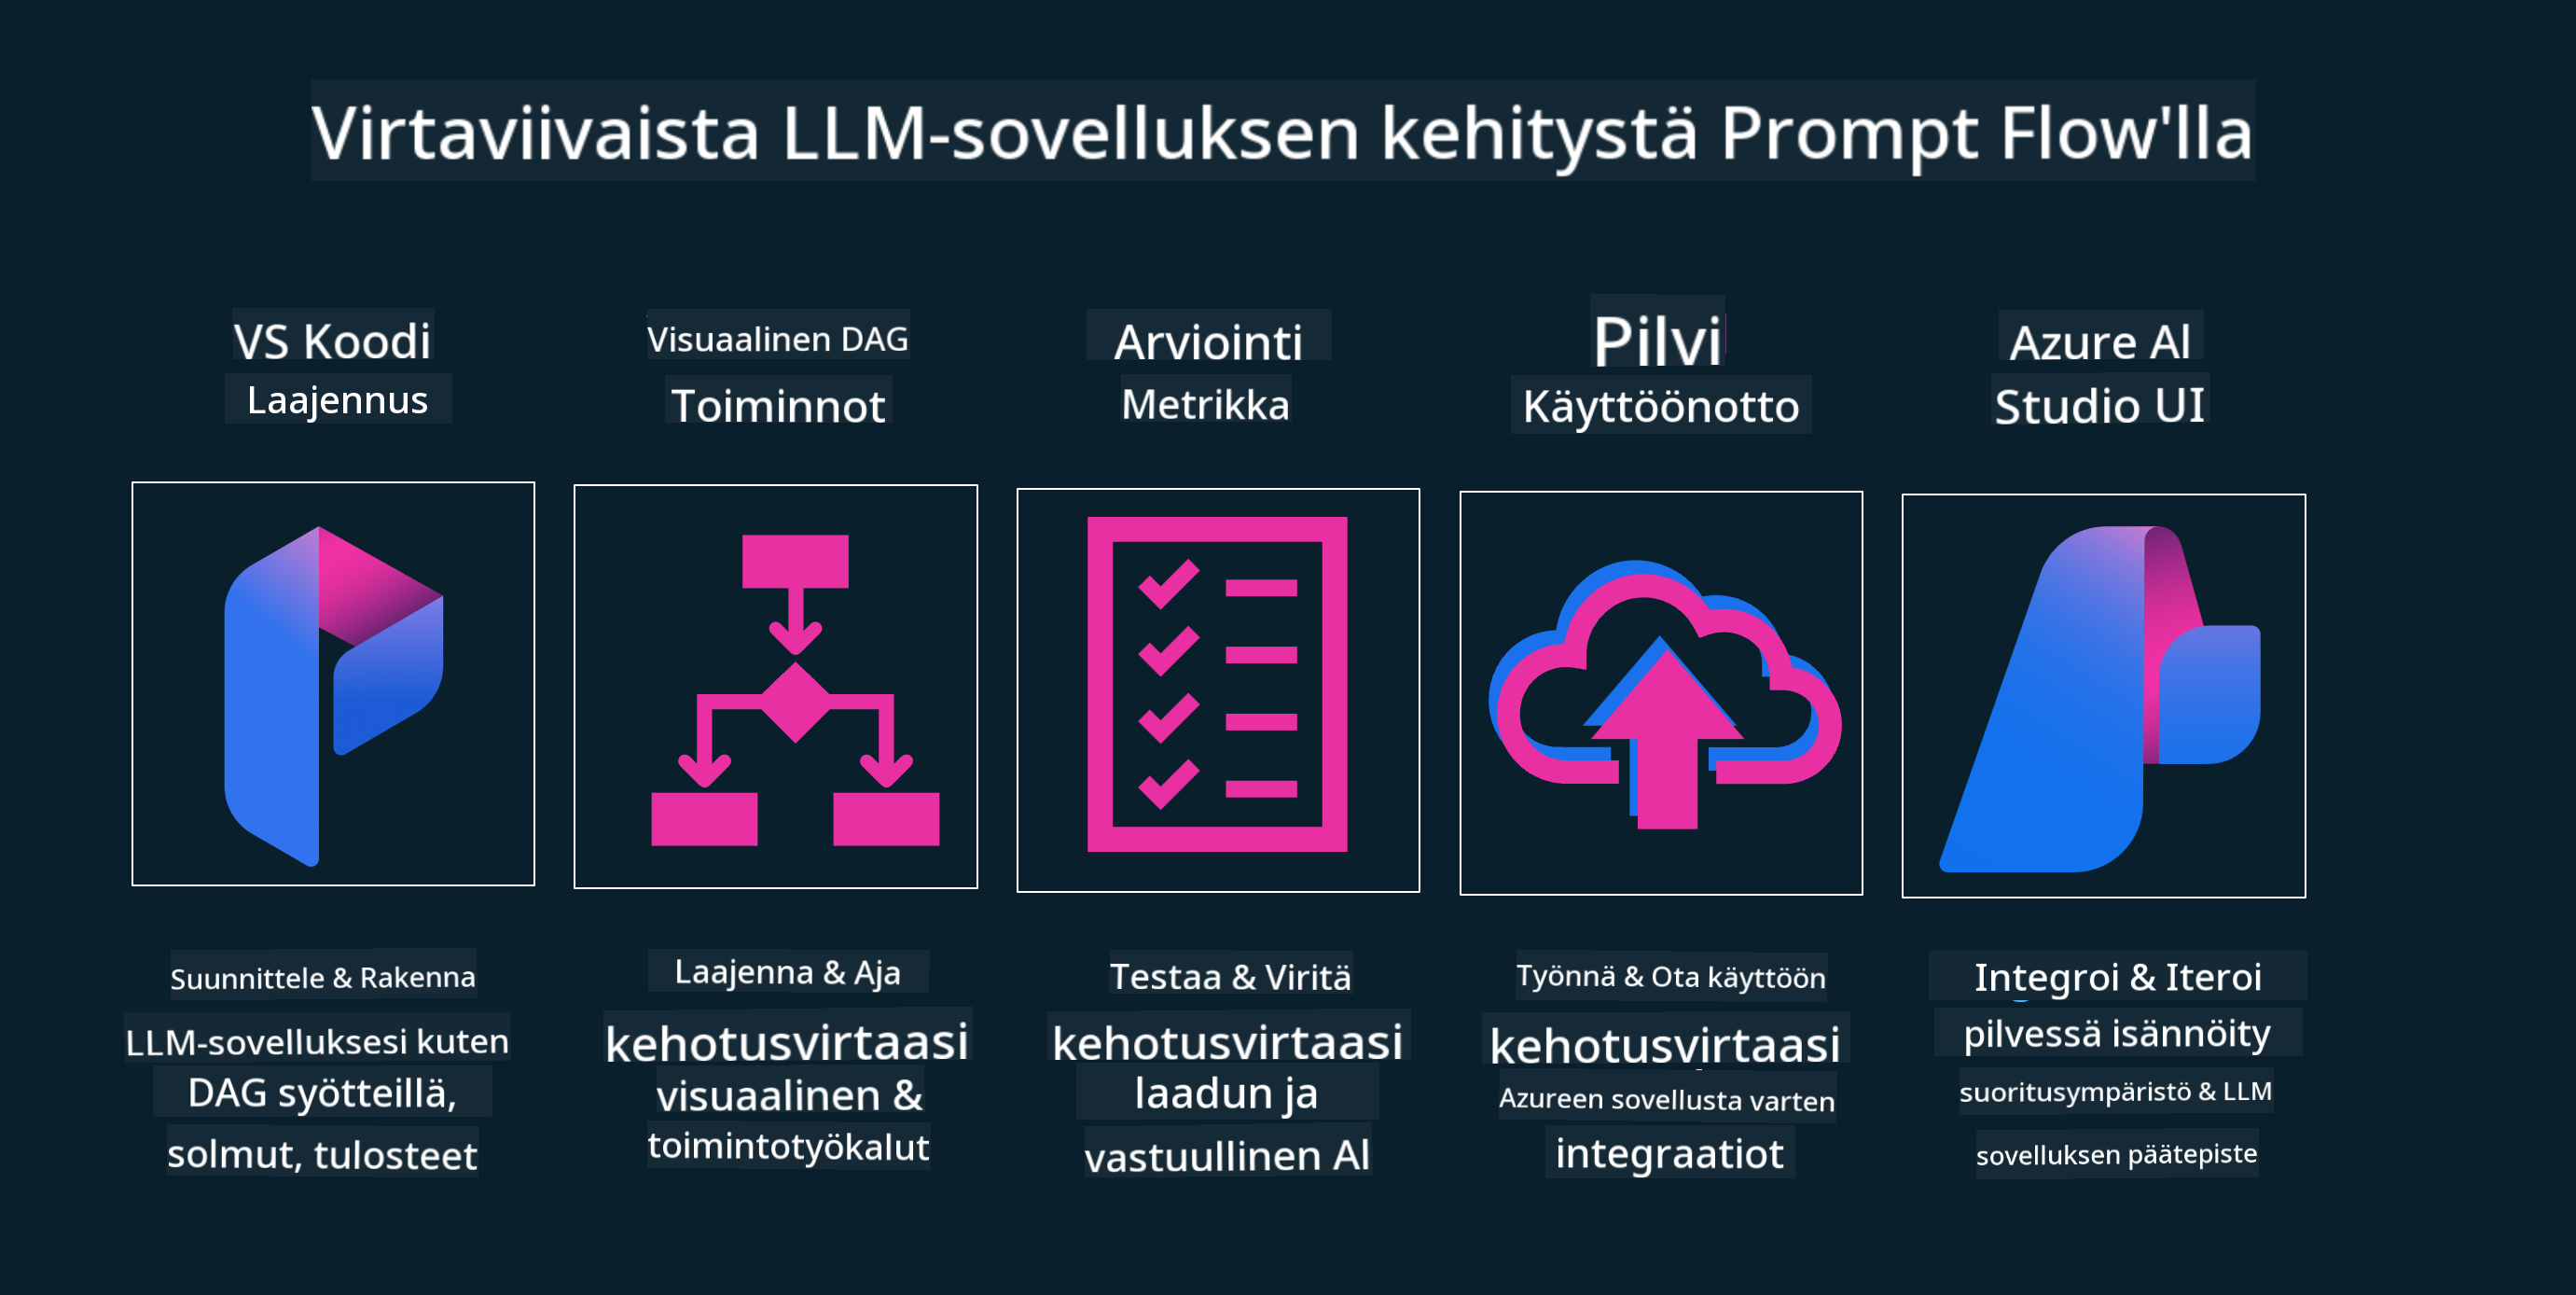 Virtaviivaista LLM-sovelluksen kehitystä Prompt Flow'lla
VS Koodi
Laajennus
Visuaalinen DAG
Toiminnot
Arviointi
Metrikka
Pilvi
Käyttöönotto
Azure Al
Studio UI
Suunnittele & Rakenna
LLM-sovelluksesi kuten
DAG syötteillä,
solmut, tulosteet
Laajenna & Aja
kehotusvirtaasi
visuaalinen &
toimintotyökalut
Testaa & Viritä
kehotusvirtaasi
laadun ja
vastuullinen Al
Työnnä & Ota käyttöön
kehotusvirtaasi
Azureen sovellusta varten
integraatiot
Integroi & Iteroi
pilvessä isännöity
suoritusympäristö & LLM
sovelluksen päätepiste